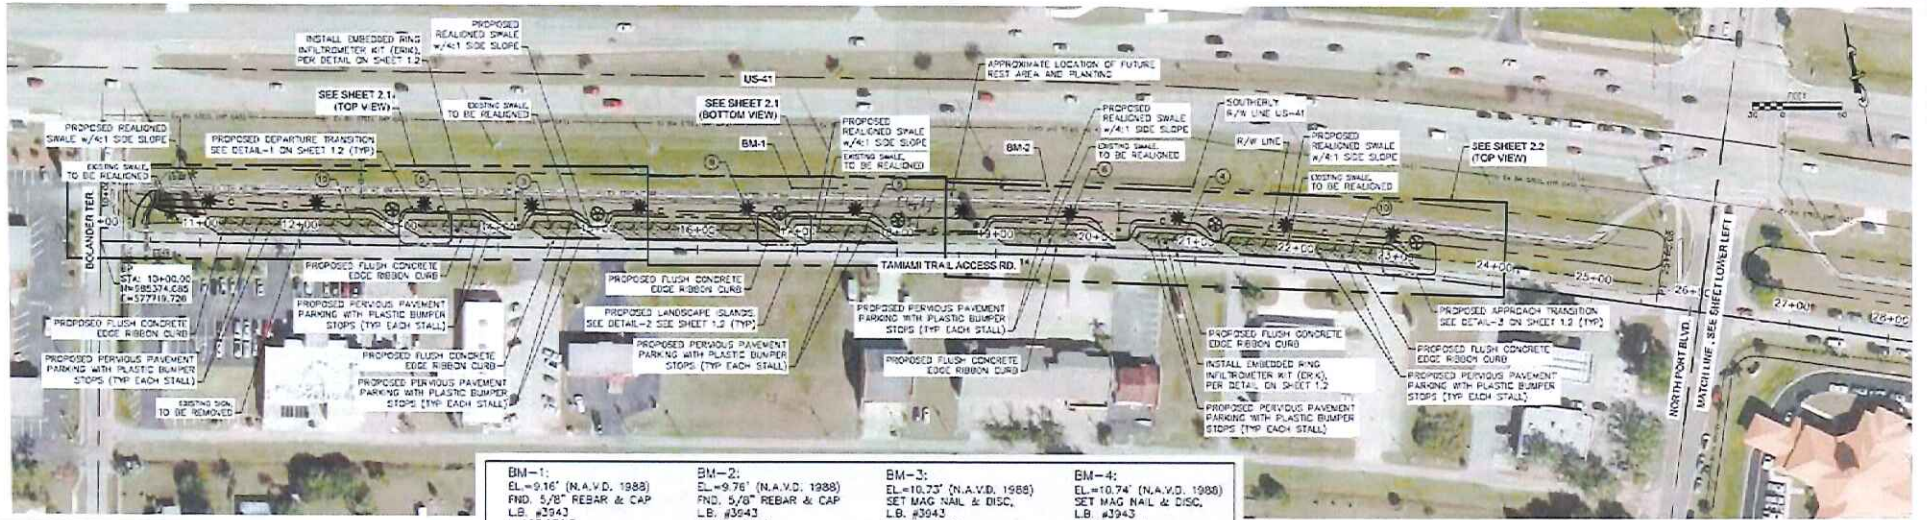 PROPOSED
REALIGNED SWALE
w/4:1 SIDE SLOPE
INSTALL EMBEDDED RING
INFILTROMETER KIT (ERIK),
PER DETAIL ON SHEET 1.2
US-41
APPROXIMATE LOCATION OF FUTURE
REST AREA AND PLANTING
SEE SHEET 2.1
(TOP VIEW)
EXISTING SWALE,
TO BE REALIGNED
SEE SHEET 2.1
(BOTTOM VIEW)
PROPOSED
REALIGNED SWALE
w/4:1 SIDE SLOPE
SOUTHERLY
R/W LINE US-41
PROPOSED REALIGNED
SWALE w/4:1 SIDE SLOPE
PROPOSED DEPARTURE TRANSITION
SEE DETAIL-1 ON SHEET 1.2 (TYP)
PROPOSED
REALIGNED SWALE
w/4:1 SIDE SLOPE
BM-1
BM-2
R/W LINE
PROPOSED
REALIGNED SWALE
w/4:1 SIDE SLOPE
SEE SHEET 2.2
(TOP VIEW)
EXISTING SWALE,
TO BE REALIGNED
EXISTING SWALE,
TO BE REALIGNED
EXISTING SWALE,
TO BE REALIGNED
EXISTING SWALE,
TO BE REALIGNED
BOLANDER TER
11+00
12+00
16+00
20+00
21+00
22+00
23+00
24+00
25+00
27+00
28+00
STA: 10+00.00
TAMIAMI TRAIL ACCESS RD.
PROPOSED FLUSH CONCRETE
EDGE RIBBON CURB
PROPOSED FLUSH CONCRETE
EDGE RIBBON CURB
PROPOSED PERVIOUS PAVEMENT
PARKING WITH PLASTIC BUMPER
STOPS (TYP EACH STALL)
PROPOSED LANDSCAPE ISLANDS,
SEE DETAIL-2 SEE SHEET 1.2 (TYP)
PROPOSED PERVIOUS PAVEMENT
PARKING WITH PLASTIC BUMPER
STOPS (TYP EACH STALL)
PROPOSED APPROACH TRANSITION
SEE DETAIL-3 ON SHEET 1.2 (TYP)
PROPOSED FLUSH CONCRETE
EDGE RIBBON CURB
PROPOSED FLUSH CONCRETE
EDGE RIBBON CURB
PROPOSED PERVIOUS PAVEMENT
PARKING WITH PLASTIC BUMPER
STOPS (TYP EACH STALL)
PROPOSED FLUSH CONCRETE
EDGE RIBBON CURB
PROPOSED PERVIOUS PAVEMENT
PARKING WITH PLASTIC BUMPER
STOPS (TYP EACH STALL)
PROPOSED FLUSH CONCRETE
EDGE RIBBON CURB
PROPOSED FLUSH CONCRETE
EDGE RIBBON CURB
INSTALL EMBEDDED RING
INFILTROMETER KIT (ERIK),
PER DETAIL ON SHEET 1.2
PROPOSED PERVIOUS PAVEMENT
PARKING WITH PLASTIC BUMPER
STOPS (TYP EACH STALL)
PROPOSED PERVIOUS PAVEMENT
PARKING WITH PLASTIC BUMPER
STOPS (TYP EACH STALL)
PROPOSED PERVIOUS PAVEMENT
PARKING WITH PLASTIC BUMPER
STOPS (TYP EACH STALL)
EXISTING SIGN,
TO BE REMOVED
NORTH PORT BLVD.
MATCH LINE - SEE SHEET LOWER LEFT
BM-1:
EL.=9.16' (N.A.V.D. 1988)
FND. 5/8" REBAR & CAP
L.B. #3943
BM-2:
EL.=9.76' (N.A.V.D. 1988)
FND. 5/8" REBAR & CAP
L.B. #3943
BM-3:
EL.=10.73' (N.A.V.D. 1988)
SET MAG NAIL & DISC,
L.B. #3943
BM-4:
EL.=10.74' (N.A.V.D. 1988)
SET MAG NAIL & DISC,
L.B. #3943